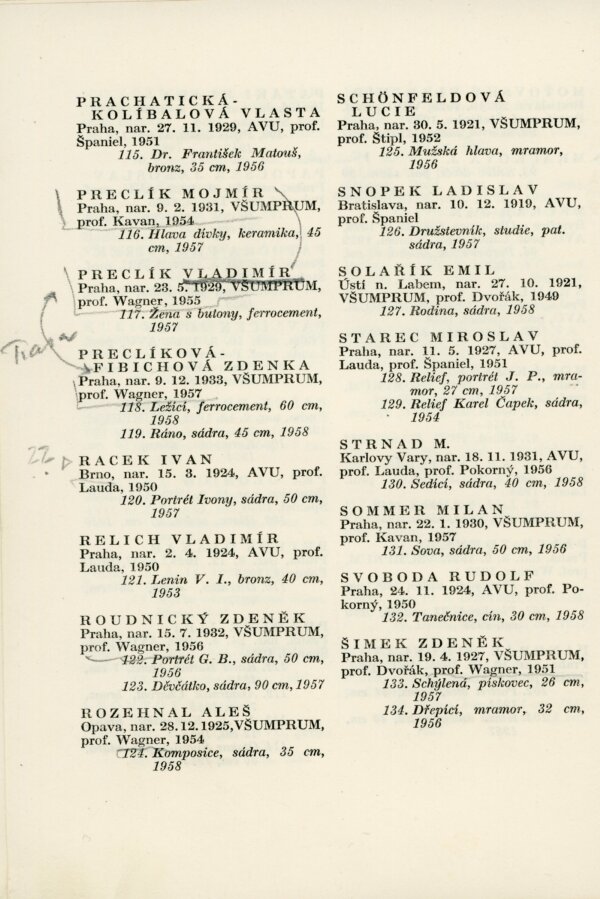 PRACHATICKÁ-
KOLÍBALOVÁ VLASTA
Praha, nar. 27. 11. 1929, AVU, prof.
Španiel, 1951
115. Dr. František Matouš,
bronz, 35 cm, 1956
PRECLÍK MOJMÍR
Praha, nar. 9. 2. 1931, VŠUMPRUM,
prof. Kavan, 1954
116. Hlava dívky, keramika, 45
cm, 1957
PRECLÍK VLADIMÍR
Praha, nar. 23. 5. 1929, VŠUMPRUM,
prof. Wagner, 1955
117. Žena s butony, ferrocement,
1957
PRECLÍKOVÁ-
FIBICHOVÁ ZDENKA
Praha, nar. 9. 12. 1933, VŠUMPRUM,
prof. Wagner, 1957
118. Ležící, ferrocement, 60 cm,
1958
119. Ráno, sádra, 45 cm, 1958
22
RACEK IVAN
Brno, nar. 15. 3. 1924, AVU, prof.
Lauda, 1950
120. Portrét Ivony, sádra, 50 cm,
1957
RELICH VLADIMÍR
Praha, nar. 2. 4. 1924, AVU, prof.
Lauda, 1950
121. Lenin V. I., bronz, 40 cm,
1953
ROUDNICKÝ ZDENĚK
Praha, nar. 15. 7. 1932, VŠUMPRUM,
prof. Wagner, 1956
122. Portrét G. B., sádra, 50 cm,
1956
123. Děvčátko, sádra, 90 cm, 1957
ROZEHNAL ALEŠ
Opava, nar. 28.12.1925,VŠUMPRUM,
prof. Wagner, 1954
124. Komposice, sádra, 35 cm,
1958
SCHÖNFELDOVÁ
LUCIE
Praha, nar. 30. 5. 1921, VŠUMPRUM,
prof. Štipl, 1952
125. Mužská hlava, mramor,
1956
SNOPEK LADISLAV
Bratislava, nar. 10. 12. 1919, AVU,
prof. Španiel
126. Družstevník, studie, pat.
sádra, 1957
SOLAŘÍK EMIL
Ústí n. Labem, nar. 27. 10. 1921,
VŠUMPRUM, prof. Dvořák, 1949
127. Rodina, sádra, 1958
STAREC MIROSLAV
Praha, nar. 11. 5. 1927, AVU, prof.
Lauda, prof. Španiel, 1951
128. Relief, portrét J. P., mra-
mor, 27 cm, 1957
129. Relief Karel Čapek, sádra,
1954
STRNAD M.
Karlovy Vary, nar. 18. 11. 1931, AVU,
prof. Lauda, prof. Pokorný, 1956
130. Sedící, sádra, 40 cm, 1958
SOMMER MILAN
Praha, nar. 22. 1. 1930, VŠUMPRUM,
prof. Kavan, 1957
131. Sova, sádra, 50 cm, 1956
SVOBODA RUDOLF
Praha, 24. 11. 1924, AVU, prof. Po-
korný, 1950
132. Tanečnice, cín, 30 cm, 1958
ŠIMEK ZDENĚK
Praha, nar. 19. 4. 1927, VŠUMPRUM,
prof. Dvořák, prof. Wagner, 1951
133. Schýlená, pískovec, 26 cm,
1957
134. Dřepící, mramor, 32 cm,
1956